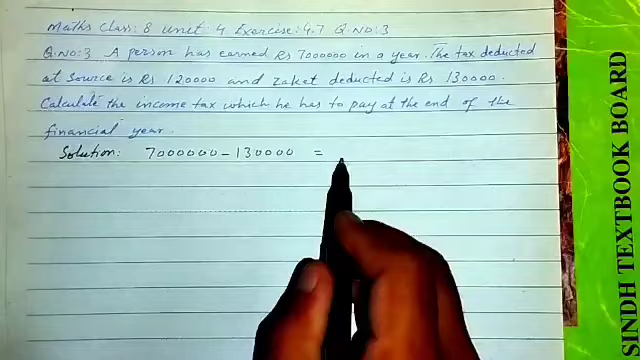 Maths Class: 8 Unit: 4 Exercise: 4.7 Q.NO: 3
Q.NO:3 A person has earned Rs 7000000 in a year. The tax deducted
at Source is Rs 120000 and Zaket deducted is Rs 130000.
Calculate the income tax which he has to pay at the end of the
financial year.
Solution: 7000000 - 130000 =
SINDH TEXTBOOK BOARD